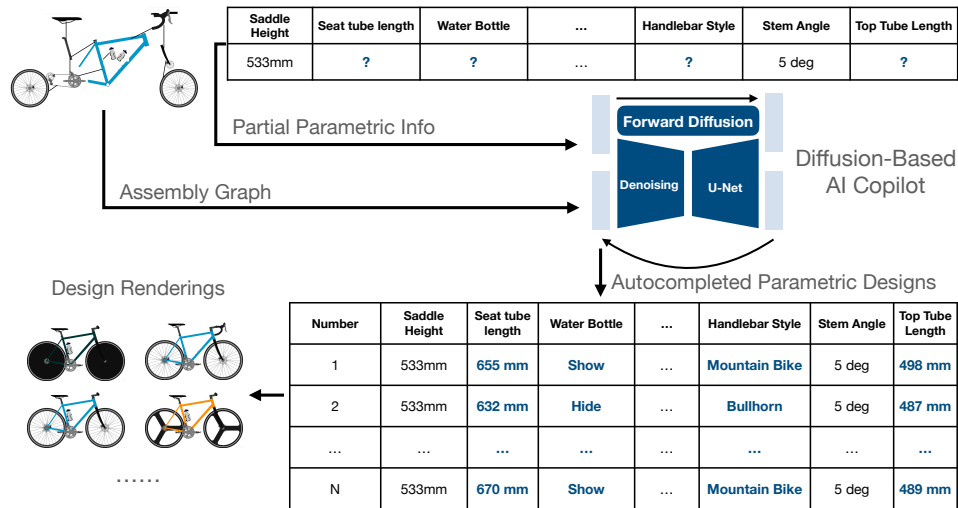 Saddle Height Seat tube length Water Bottle ... Handlebar Style Stem Angle Top Tube Length
533mm ? ? ... ? 5 deg ?
Partial Parametric Info
Forward Diffusion
Denoising U-Net
Diffusion-Based
AI Copilot
Assembly Graph
Autocompleted Parametric Designs
Design Renderings
Number Saddle Height Seat tube length Water Bottle ... Handlebar Style Stem Angle Top Tube Length
1 533mm 655 mm Show ... Mountain Bike 5 deg 498 mm
2 533mm 632 mm Hide ... Bullhorn 5 deg 487 mm
... ... ... ... ... ... ... ...
N 533mm 670 mm Show ... Mountain Bike 5 deg 489 mm
......